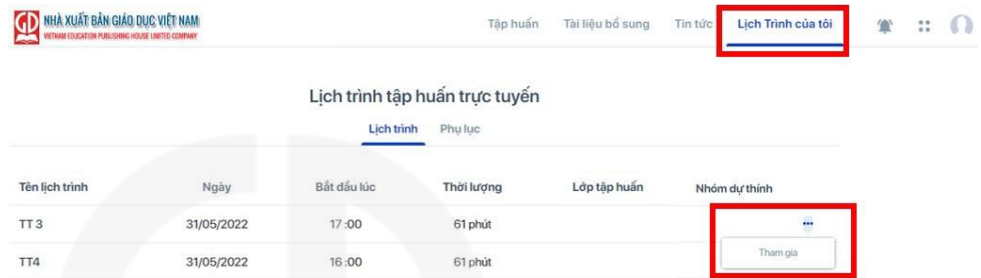 NHÀ XUẤT BẢN GIÁO DỤC VIỆT NAM
VIETNAM EDUCATION PUBLISHING HOUSE LIMITED COMPANY
Tập huấn Tài liệu bổ sung Tin tức Lịch Trình của tôi
Lịch trình tập huấn trực tuyến
Lịch trình Phụ lục
Tên lịch trình Ngày Bắt đầu lúc Thời lượng Lớp tập huấn Nhóm dự thính
TT 3 31/05/2022 17 :00 61 phút
Tham gia
TT4 31/05/2022 16 :00 61 phút